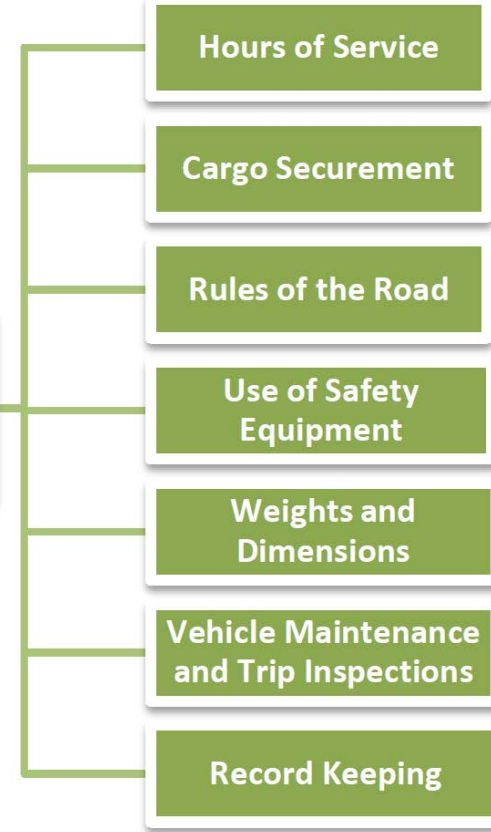 Hours of Service
Cargo Securement
Rules of the Road
Use of Safety
Equipment
Weights and
Dimensions
Vehicle Maintenance
and Trip Inspections
Record Keeping